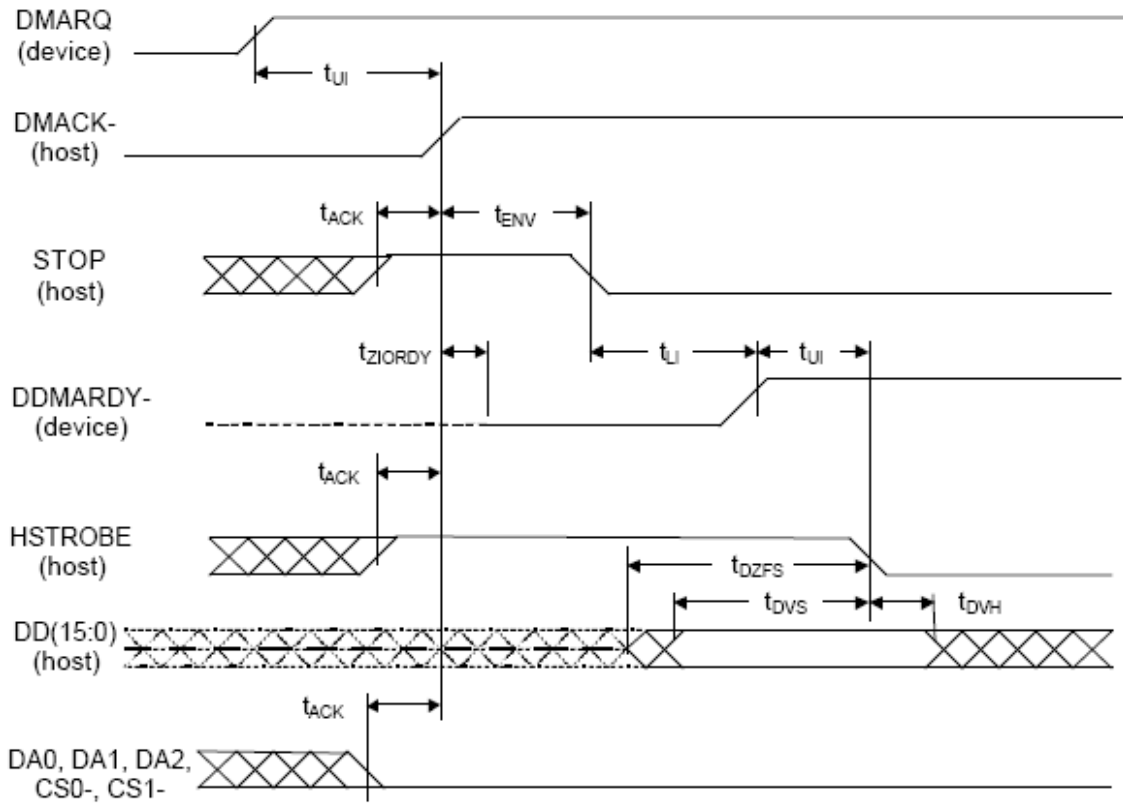 DMARQ
(device)
tUI
DMACK-
(host)
tACK
tENV
STOP
(host)
tZIORDY
tLI
tUI
DDMARDY-
(device)
tACK
HSTROBE
(host)
tDZFS
tDVS
tDVH
DD(15:0)
(host)
tACK
DA0, DA1, DA2,
CS0-, CS1-